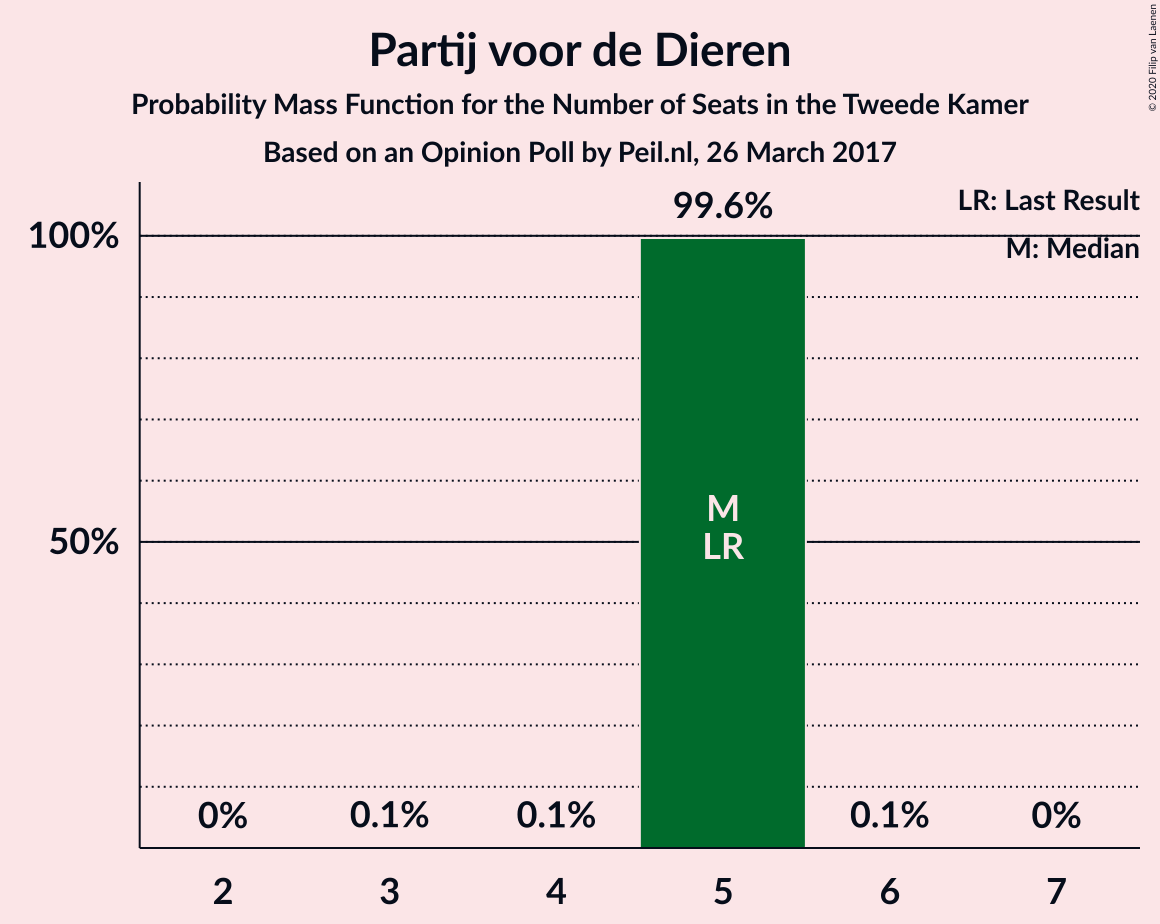 Partij voor de Dieren
Probability Mass Function for the Number of Seats in the Tweede Kamer
Based on an Opinion Poll by Peil.nl, 26 March 2017
© 2020 Filip van Laenen
LR: Last Result
M: Median
99.6%
100%
50%
M
LR
0%
0.1%
0.1%
0.1%
0%
2
3
4
5
6
7